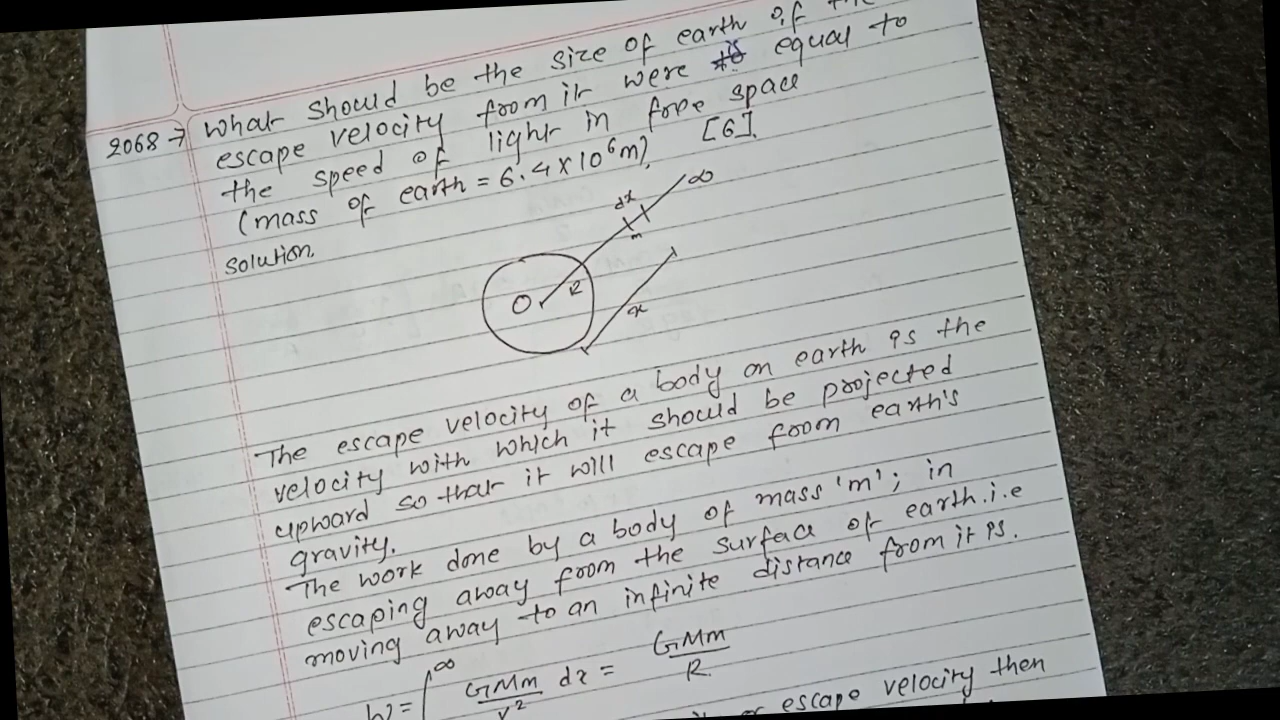 What should be the size of earth if the
2068 → escape velocity from it were is equal to
the speed of light in free space
(mass of earth = 6.4 x 10⁶m). [6].
solution.
dx
∞
m
R
O
x
The escape velocity of a body on earth is the
velocity with which it should be projected
upward so that it will escape from earth's
gravity.
The work done by a body of mass 'm'; in
escaping away from the surface of earth.i.e
moving away to an infinite distance from it is.
W = ∫^∞ GMm/x² dx = GMm/R
escape velocity then